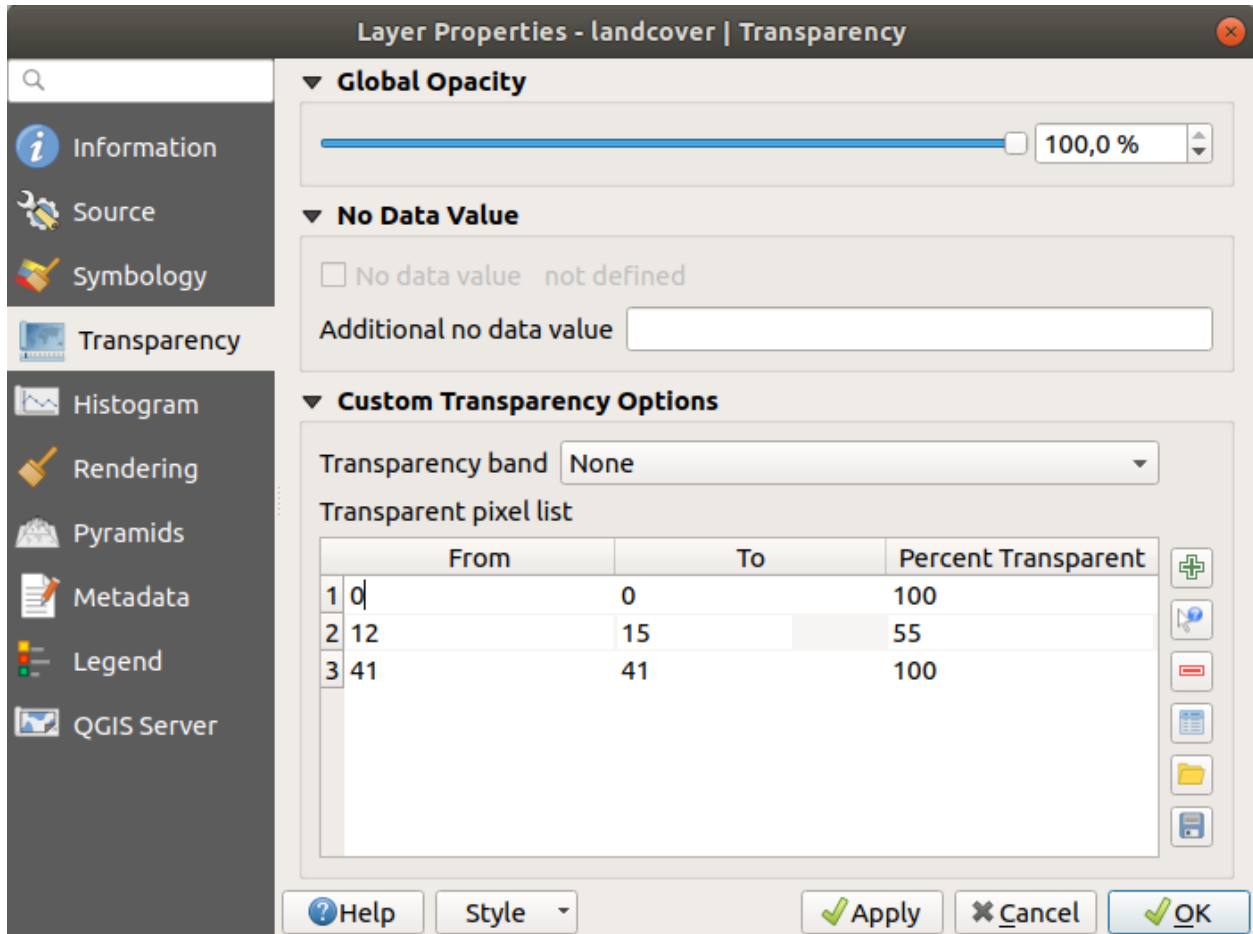 Layer Properties - landcover | Transparency
Information
Source
Symbology
Transparency
Histogram
Rendering
Pyramids
Metadata
Legend
QGIS Server
Global Opacity
100,0 %
No Data Value
No data value not defined
Additional no data value
Custom Transparency Options
Transparency band None
Transparent pixel list
From To Percent Transparent
1 0 0 100
2 12 15 55
3 41 41 100
Help Style Apply Cancel OK